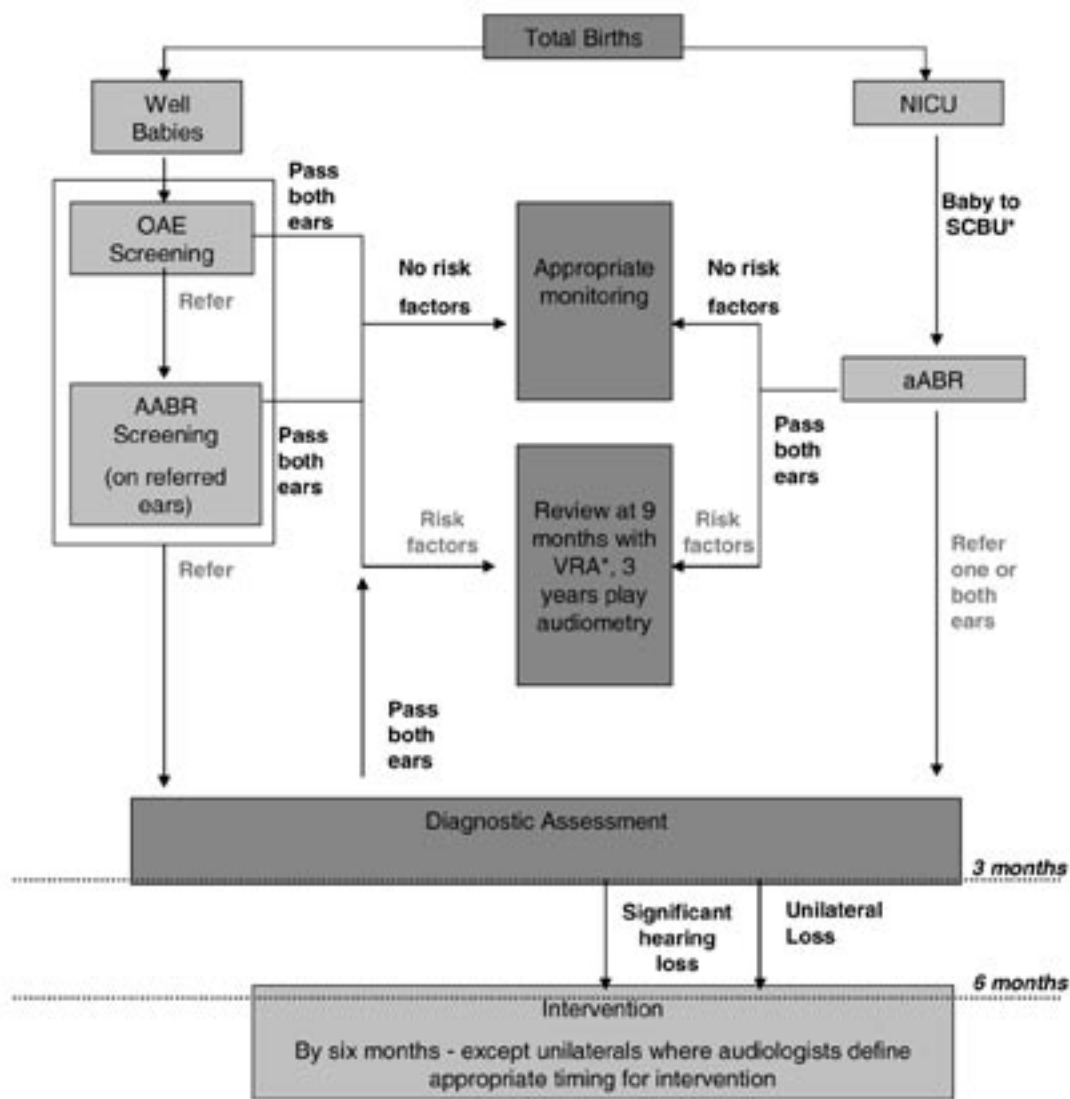 Total Births
Well
Babies
NICU
Pass
both
ears
OAE
Screening
Baby to
SCBU*
No risk
factors
Appropriate
monitoring
No risk
factors
Refer
aABR
AABR
Screening
(on referred
ears)
Pass
both
ears
Pass
both
ears
Review at 9
months with
VRA*, 3
years play
audiometry
Risk
factors
Risk
factors
Refer
one or
both
ears
Refer
Pass
both
ears
Diagnostic Assessment
3 months
Significant
hearing
loss
Unilateral
Loss
6 months
Intervention
By six months - except unilaterals where audiologists define
appropriate timing for intervention